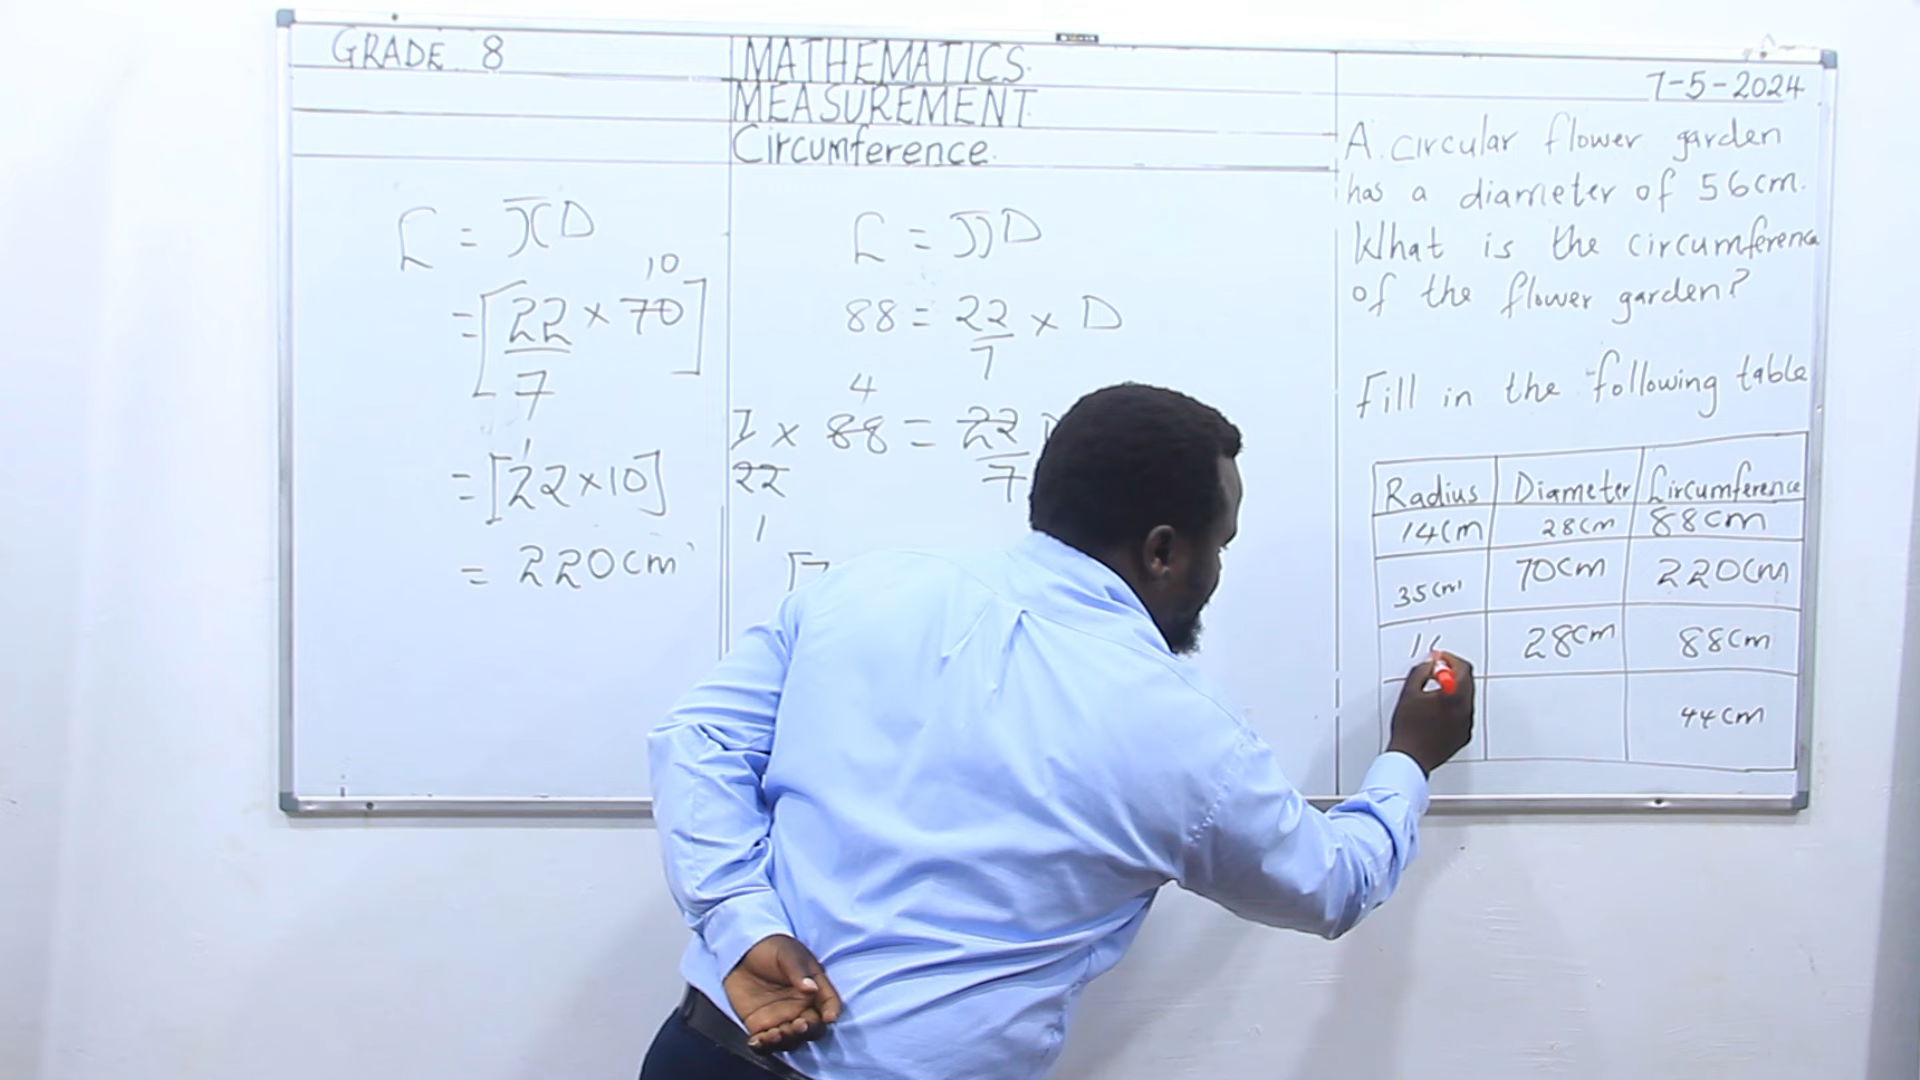 GRADE 8
MATHEMATICS
MEASUREMENT
Circumference.
7-5-2024
C = πD
10
= [22 × 70]
7
1
= [22 × 10]
= 220cm
C = πD
88 = 22 × D
7
4
7 × 88 = 22
22 7
1
A circular flower garden
has a diameter of 56cm.
What is the circumference
of the flower garden?
Fill in the following table
Radius Diameter Circumference
14cm 28cm 88cm
35cm 70cm 220cm
28cm 88cm
44cm